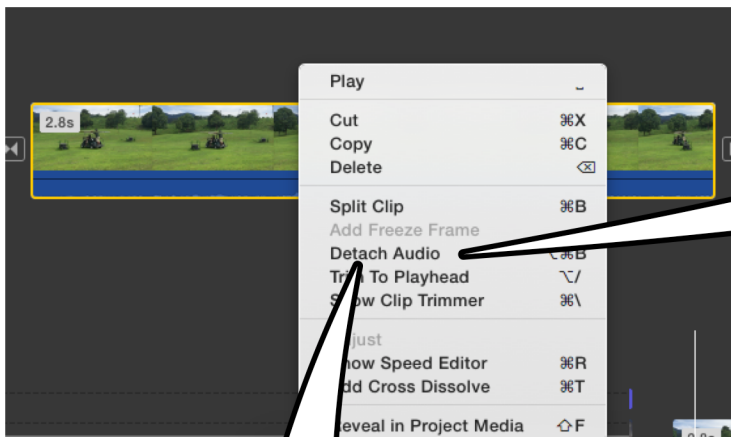 Play ⎵
2.8s
Cut ⌘X
Copy ⌘C
Delete ⌫
Split Clip ⌘B
Add Freeze Frame
Detach Audio ⌥⌘B
To Playhead ⌥/
Clip Trimmer ⌘\
Speed Editor ⌘R
Cross Dissolve ⌘T
in Project Media ⇧F